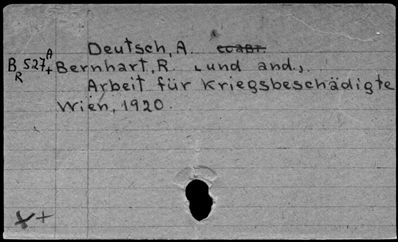 Deutsch, A.
B 527 A Bernhart, R. und and.,
R +
Arbeit für Kriegsbeschädigte
Wien, 1920.
+